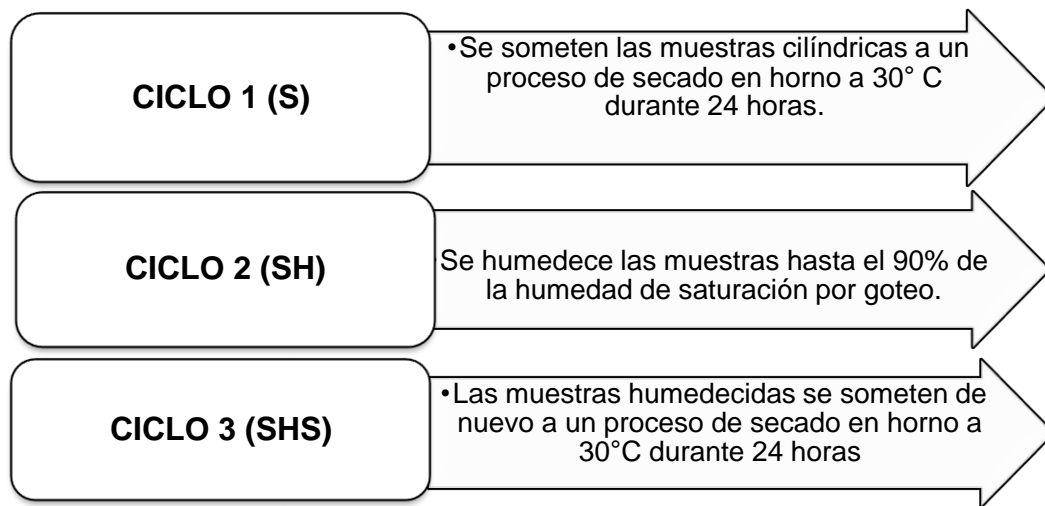 CICLO 1 (S)
•Se someten las muestras cilíndricas a un
proceso de secado en horno a 30° C
durante 24 horas.
CICLO 2 (SH)
•Se humedece las muestras hasta el 90% de
la humedad de saturación por goteo.
CICLO 3 (SHS)
•Las muestras humedecidas se someten de
nuevo a un proceso de secado en horno a
30°C durante 24 horas